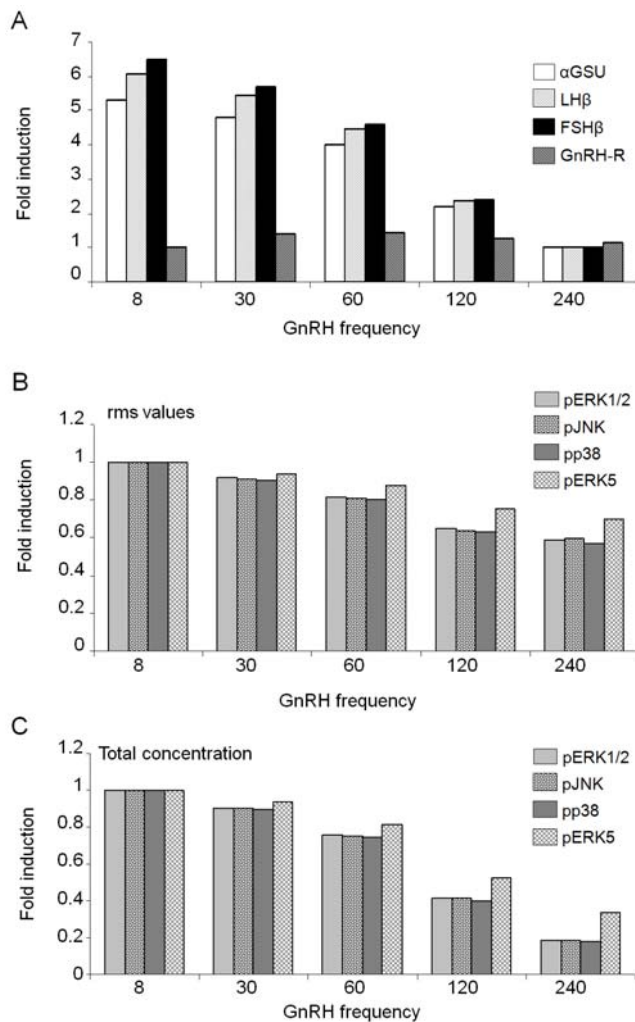 A
7
6
5
4
3
2
1
0
Fold induction
αGSU
LHβ
FSHβ
GnRH-R
8 30 60 120 240
GnRH frequency
B
rms values
1.2
1
0.8
0.6
0.4
0.2
0
Fold induction
pERK1/2
pJNK
pp38
pERK5
8 30 60 120 240
GnRH frequency
C
Total concentration
1.2
1
0.8
0.6
0.4
0.2
0
Fold induction
pERK1/2
pJNK
pp38
pERK5
8 30 60 120 240
GnRH frequency